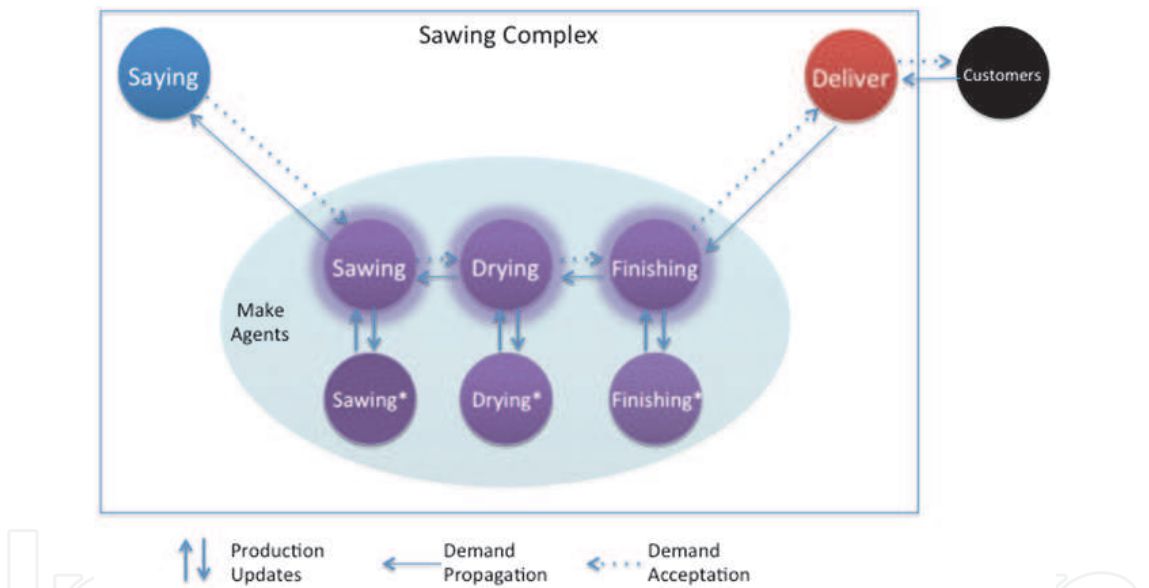 Sawing Complex
Saying
Deliver
Customers
Sawing
Drying
Finishing
Make
Agents
Sawing*
Drying*
Finishing*
Production
Updates
Demand
Propagation
Demand
Acceptation